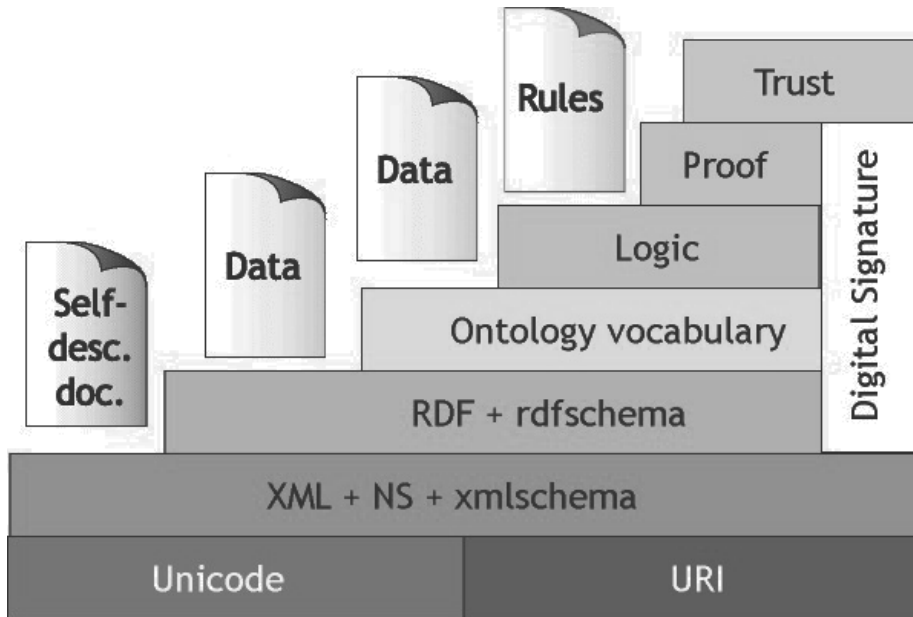 Rules
Trust
Data
Proof
Data
Logic
Self-
desc.
doc.
Ontology vocabulary
Digital Signature
RDF + rdfschema
XML + NS + xmlschema
Unicode
URI